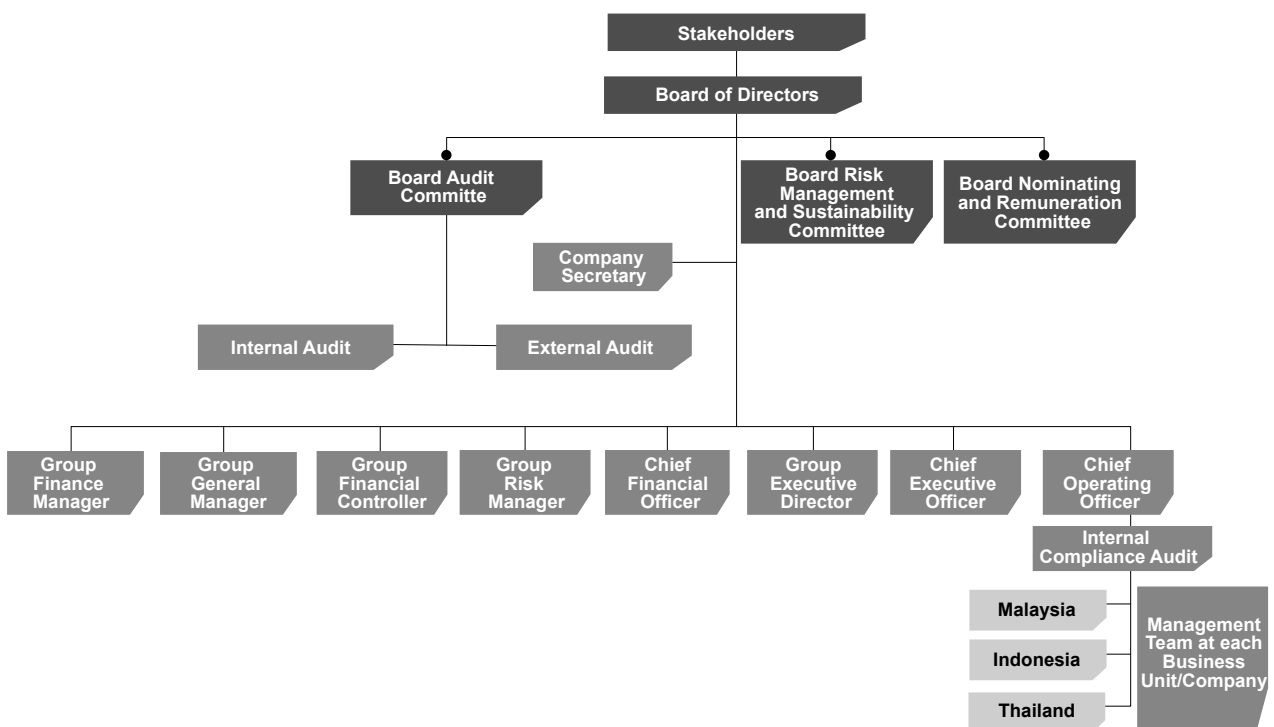 Stakeholders
Board of Directors
Board Audit
Committe
Board Risk
Management
and Sustainability
Committee
Board Nominating
and Remuneration
Committee
Company
Secretary
Internal Audit
External Audit
Group
Finance
Manager
Group
General
Manager
Group
Financial
Controller
Group
Risk
Manager
Chief
Financial
Officer
Group
Executive
Director
Chief
Executive
Officer
Chief
Operating
Officer
Internal
Compliance Audit
Malaysia
Indonesia
Thailand
Management
Team at each
Business
Unit/Company